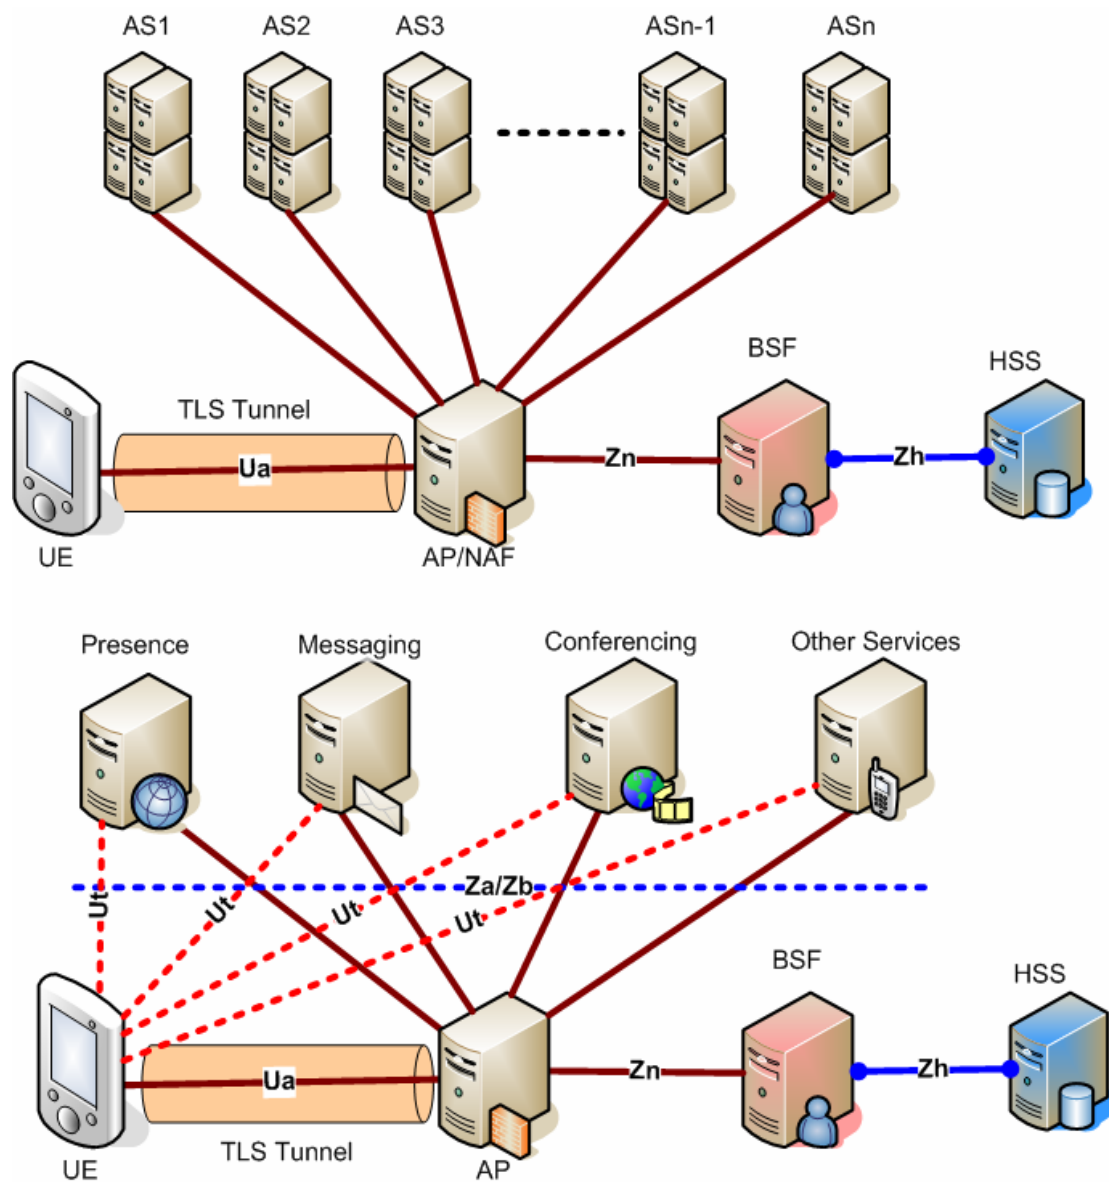 AS1 AS2 AS3 ASn-1 ASn
BSF
HSS
TLS Tunnel
Ua Zn Zh
UE AP/NAF
Presence Messaging Conferencing Other Services
Za/Zb
Ut Ut Ut Ut
BSF
HSS
Ua Zn Zh
TLS Tunnel
UE AP